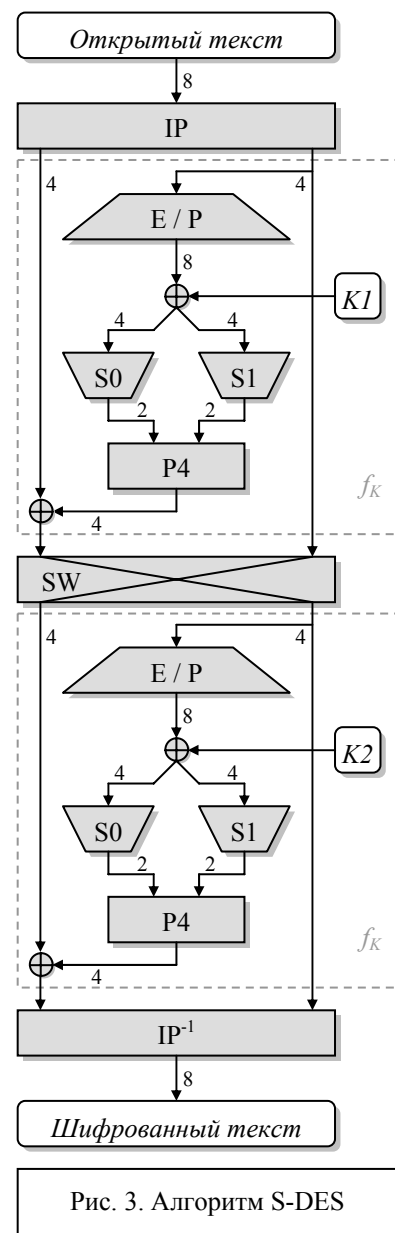 Открытый текст
8
IP
4
4
E / P
8
K1
4
4
S0
S1
2
2
P4
4
f_K
SW
4
4
E / P
8
K2
4
4
S0
S1
2
2
P4
4
f_K
IP⁻¹
8
Шифрованный текст
Рис. 3. Алгоритм S-DES